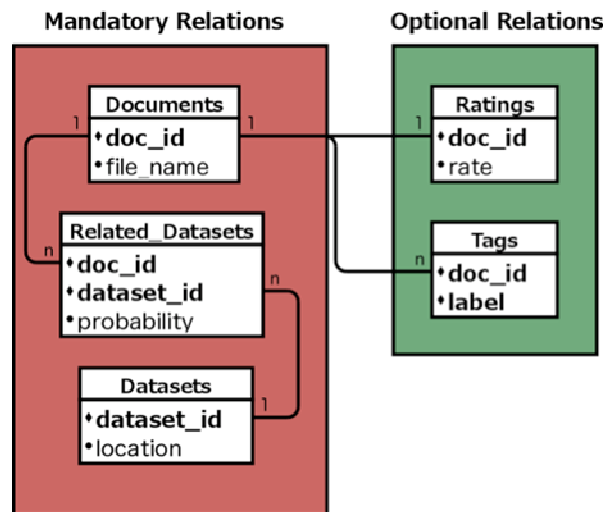 Mandatory Relations
Optional Relations
Documents
1
doc_id
1
file_name
Ratings
1
doc_id
rate
Related_Datasets
n
doc_id
dataset_id
n
probability
Tags
n
doc_id
label
Datasets
1
dataset_id
location